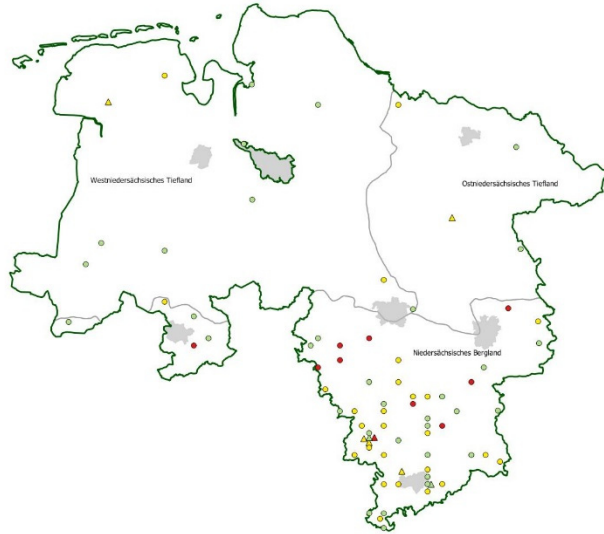 Westniedersächsisches Tiefland
Ostniedersächsisches Tiefland
Niedersächsisches Bergland